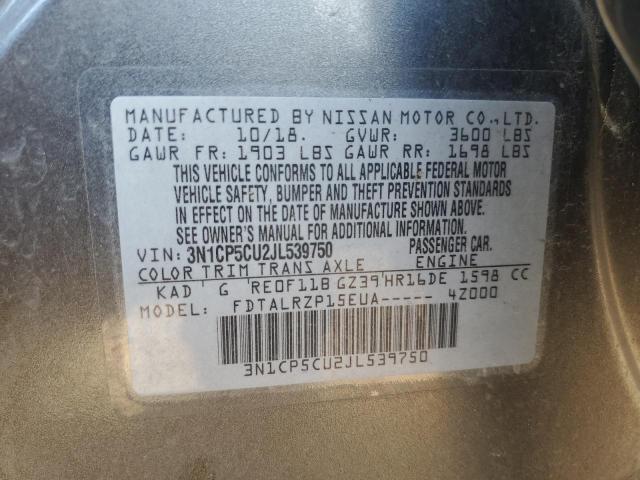 MANUFACTURED BY NISSAN MOTOR CO.,LTD.
DATE: 10/18. GVWR: 3600 LBS
GAWR FR: 1903 LBS GAWR RR: 1698 LBS
THIS VEHICLE CONFORMS TO ALL APPLICABLE FEDERAL MOTOR
VEHICLE SAFETY, BUMPER AND THEFT PREVENTION STANDARDS
IN EFFECT ON THE DATE OF MANUFACTURE SHOWN ABOVE.
SEE OWNER'S MANUAL FOR ADDITIONAL INFORMATION.
VIN: 3N1CP5CU2JL539750 PASSENGER CAR.
COLOR TRIM TRANS AXLE ENGINE
KAD G RE0F11B GZ39 HR16DE 1598 CC
MODEL: FDTALRZP15EUA----- 4Z000
3N1CP5CU2JL539750